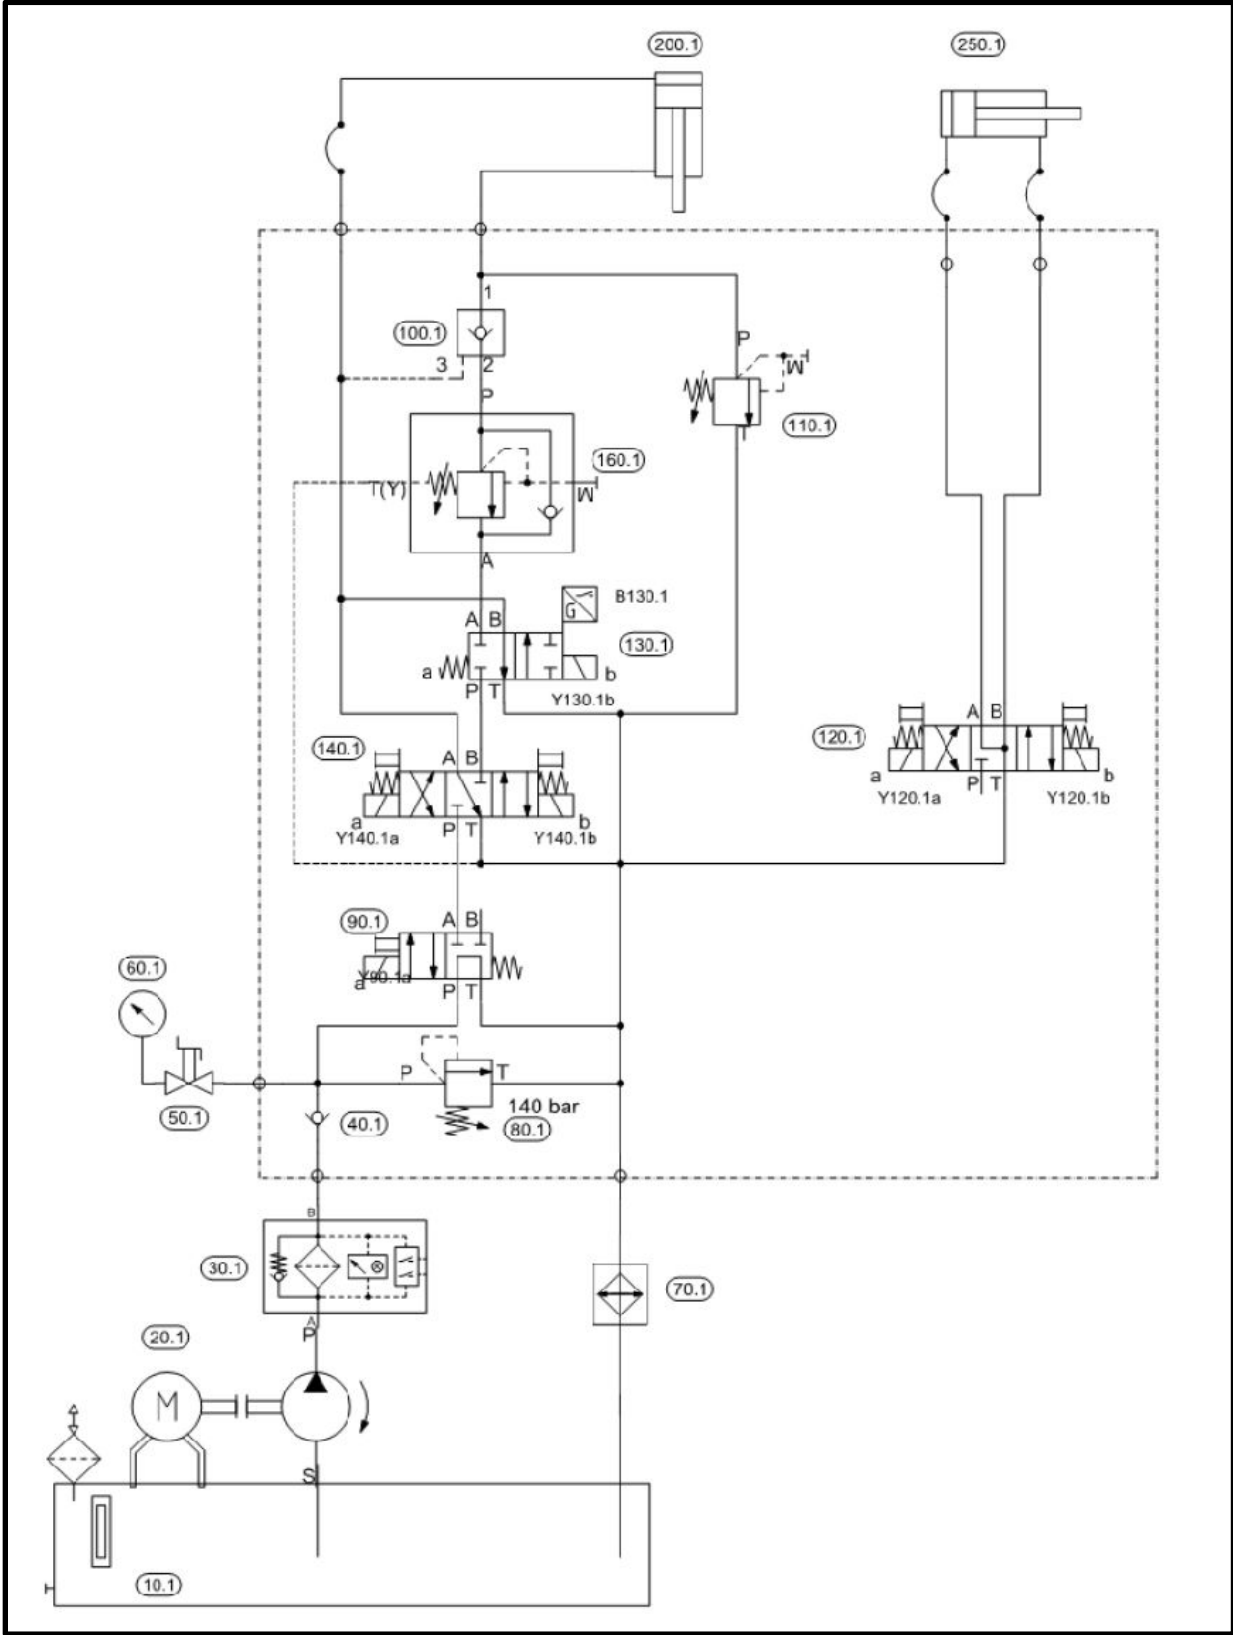 200.1
250.1
1
100.1
3
2
P
P
M
110.1
160.1
T(Y)
M
A
B130.1
G
A B
130.1
a
b
P T
Y130.1b
140.1
A B
A B
120.1
a
b
P T
Y120.1a
Y120.1b
a
b
Y140.1a
P T
Y140.1b
90.1
A B
Y90.1a
a
P T
60.1
P
T
140 bar
50.1
40.1
80.1
B
30.1
70.1
A
P
20.1
M
S
10.1